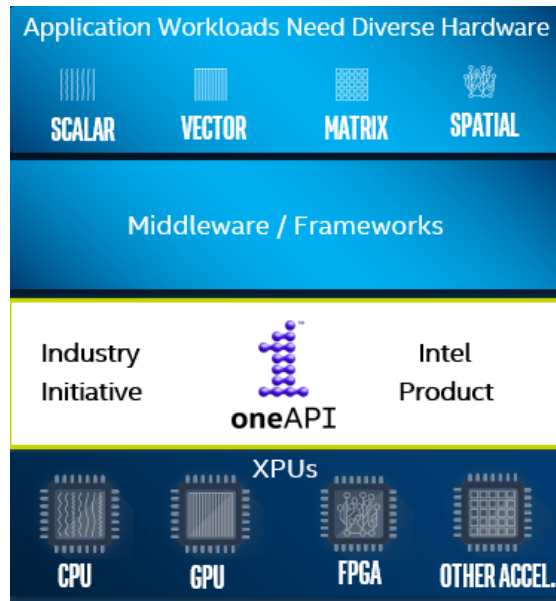 Application Workloads Need Diverse Hardware
SCALAR VECTOR MATRIX SPATIAL
Middleware / Frameworks
Industry Initiative
oneAPI
™
Intel Product
XPUs
CPU GPU FPGA OTHER ACCEL.